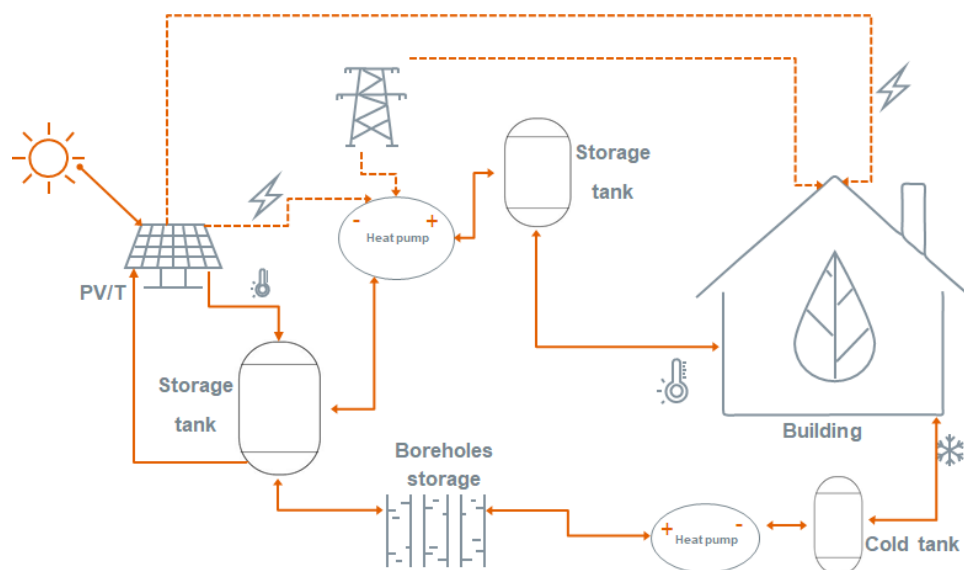 Storage
tank
- +
Heat pump
PV/T
Storage
tank
Building
Boreholes
storage
+ -
Heat pump
Cold tank